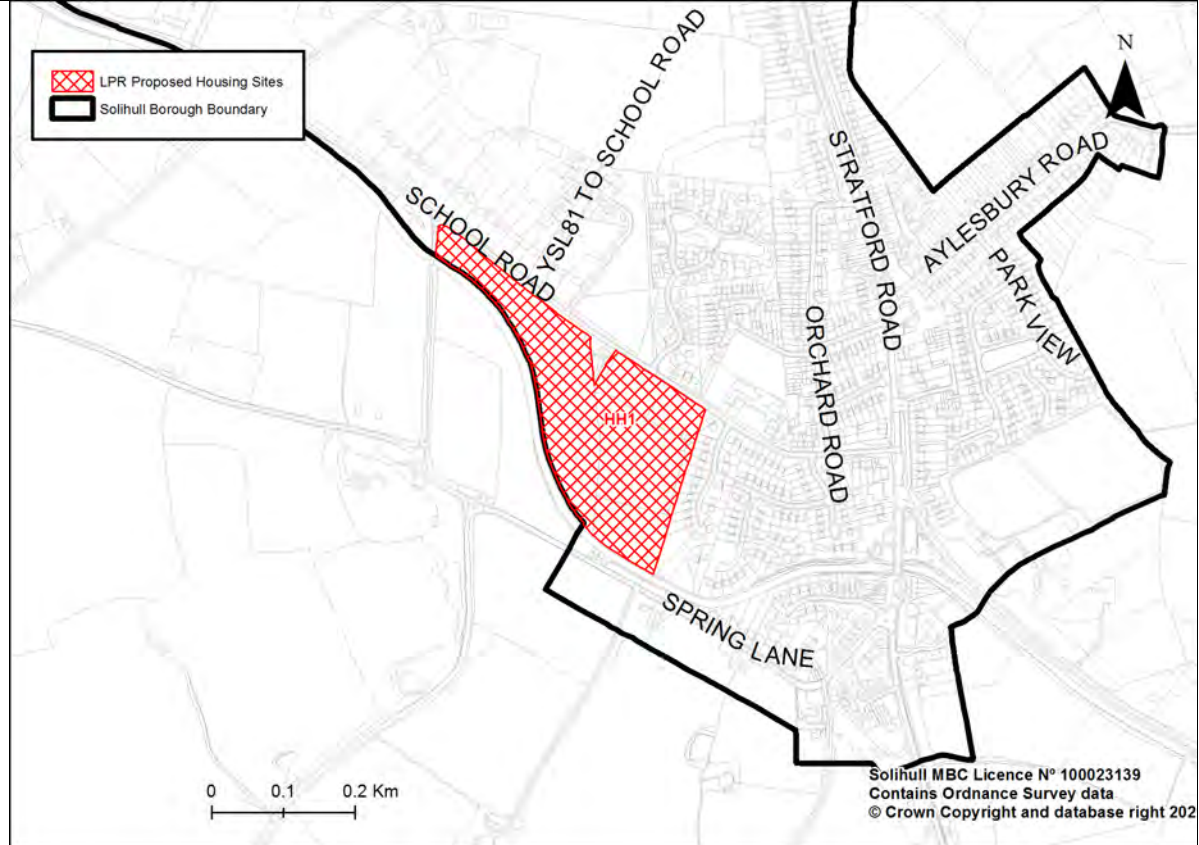 LPR Proposed Housing Sites
Solihull Borough Boundary
N
SCHOOL ROAD
YSL81 TO SCHOOL ROAD
STRATFORD ROAD
AYLESBURY ROAD
PARK VIEW
ORCHARD ROAD
HH1
SPRING LANE
0 0.1 0.2 Km
Solihull MBC Licence Nº 100023139
Contains Ordnance Survey data
© Crown Copyright and database right 202